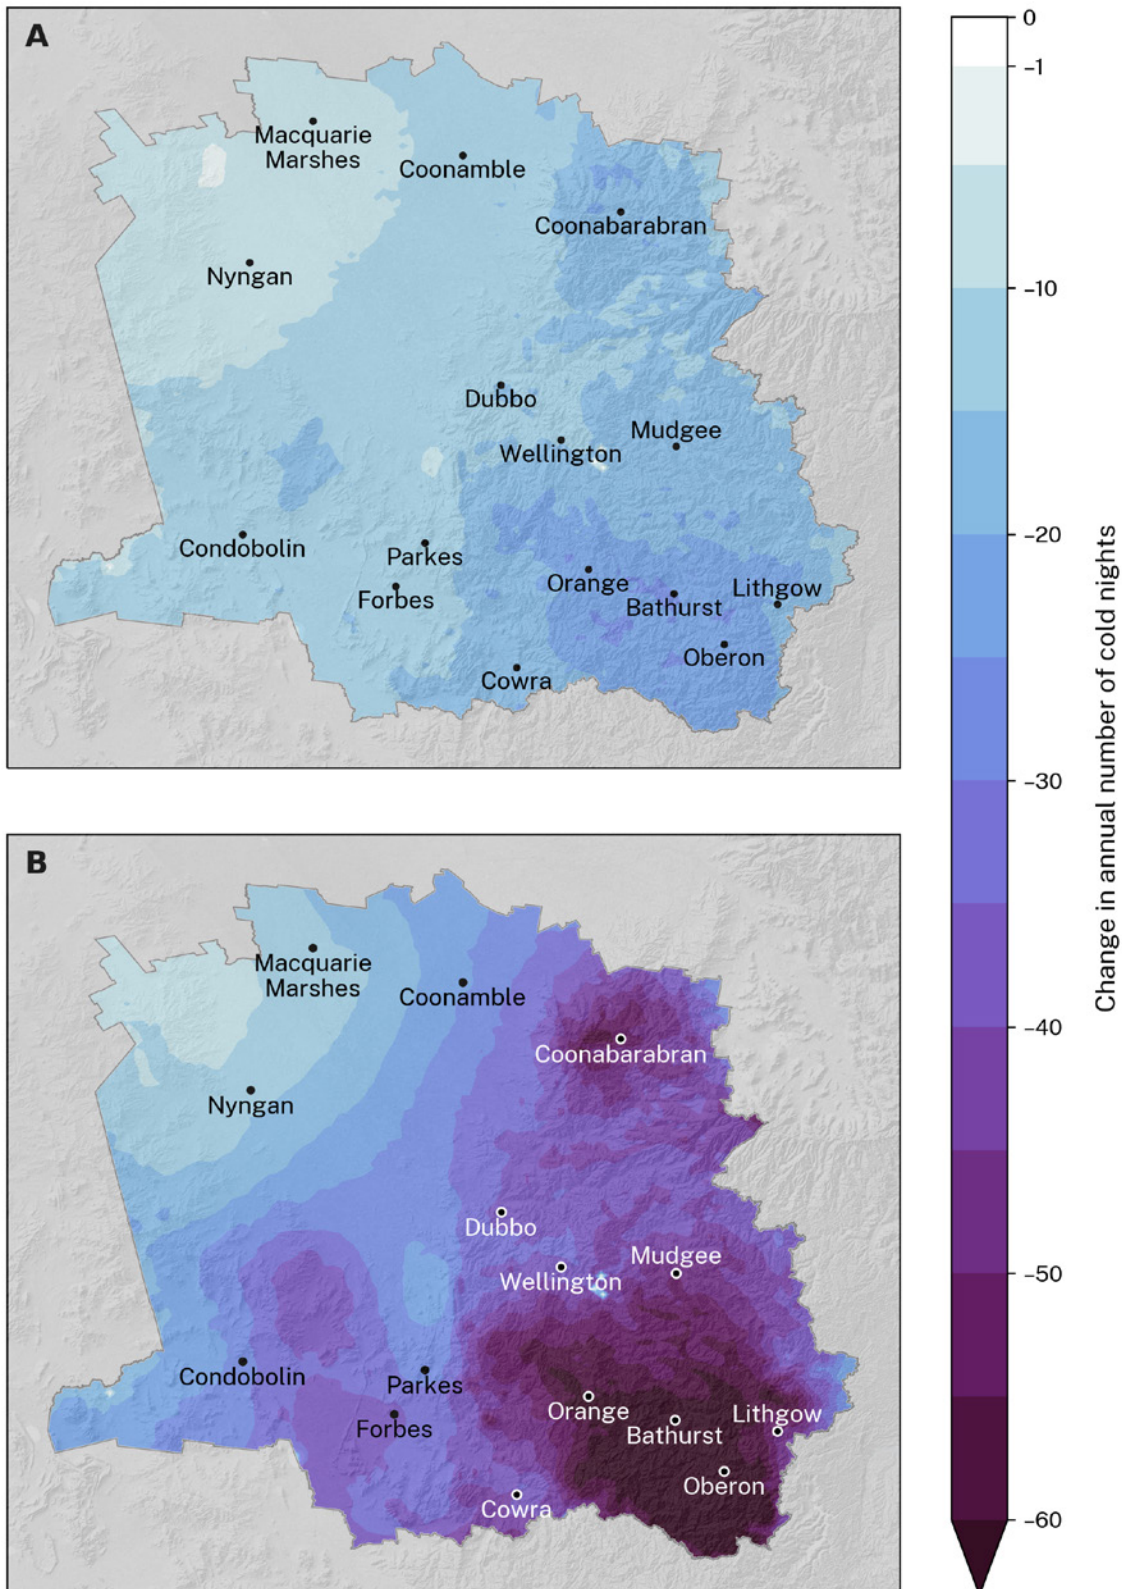 A
Macquarie
Marshes
Coonamble
Coonabarabran
Nyngan
Dubbo
Mudgee
Wellington
Condobolin
Parkes
Orange
Lithgow
Forbes
Bathurst
Oberon
Cowra
B
Macquarie
Marshes
Coonamble
Coonabarabran
Nyngan
Dubbo
Mudgee
Wellington
Condobolin
Parkes
Orange
Lithgow
Forbes
Bathurst
Oberon
Cowra
0
-1
-10
-20
-30
-40
-50
-60
Change in annual number of cold nights